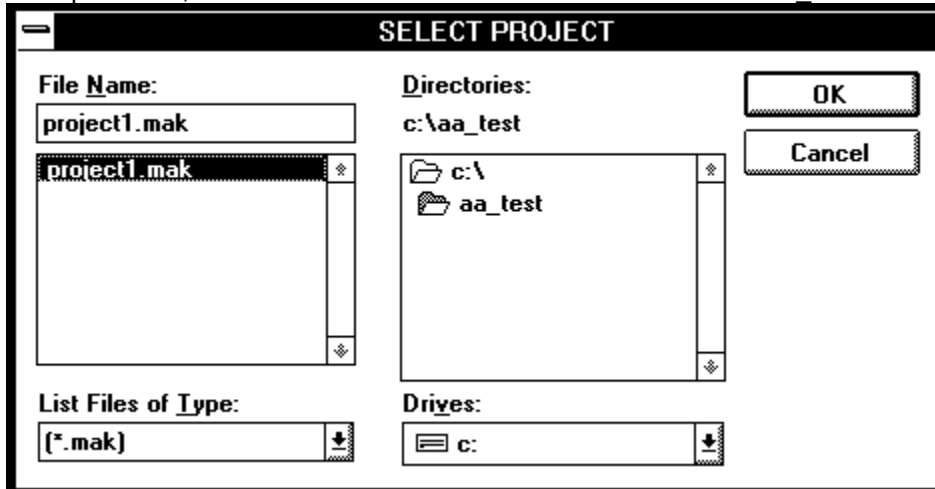 SELECT PROJECT
File Name:
project1.mak
project1.mak
List Files of Type:
(*.mak)
Directories:
c:\aa_test
c:\
aa_test
Drives:
c:
OK
Cancel